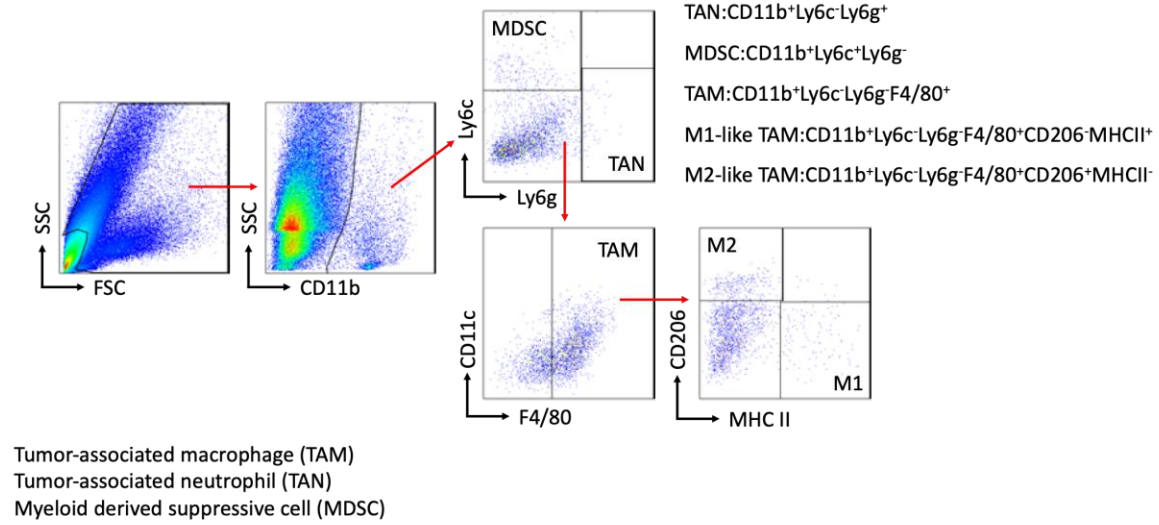 TAN:CD11b⁺Ly6c⁻Ly6g⁺
MDSC:CD11b⁺Ly6c⁺Ly6g⁻
TAM:CD11b⁺Ly6c⁻Ly6g⁻F4/80⁺
M1-like TAM:CD11b⁺Ly6c⁻Ly6g⁻F4/80⁺CD206⁻MHCII⁺
M2-like TAM:CD11b⁺Ly6c⁻Ly6g⁻F4/80⁺CD206⁺MHCII⁻
SSC
FSC
SSC
CD11b
MDSC
Ly6c
TAN
Ly6g
TAM
CD11c
F4/80
M2
CD206
M1
MHC II
Tumor-associated macrophage (TAM)
Tumor-associated neutrophil (TAN)
Myeloid derived suppressive cell (MDSC)